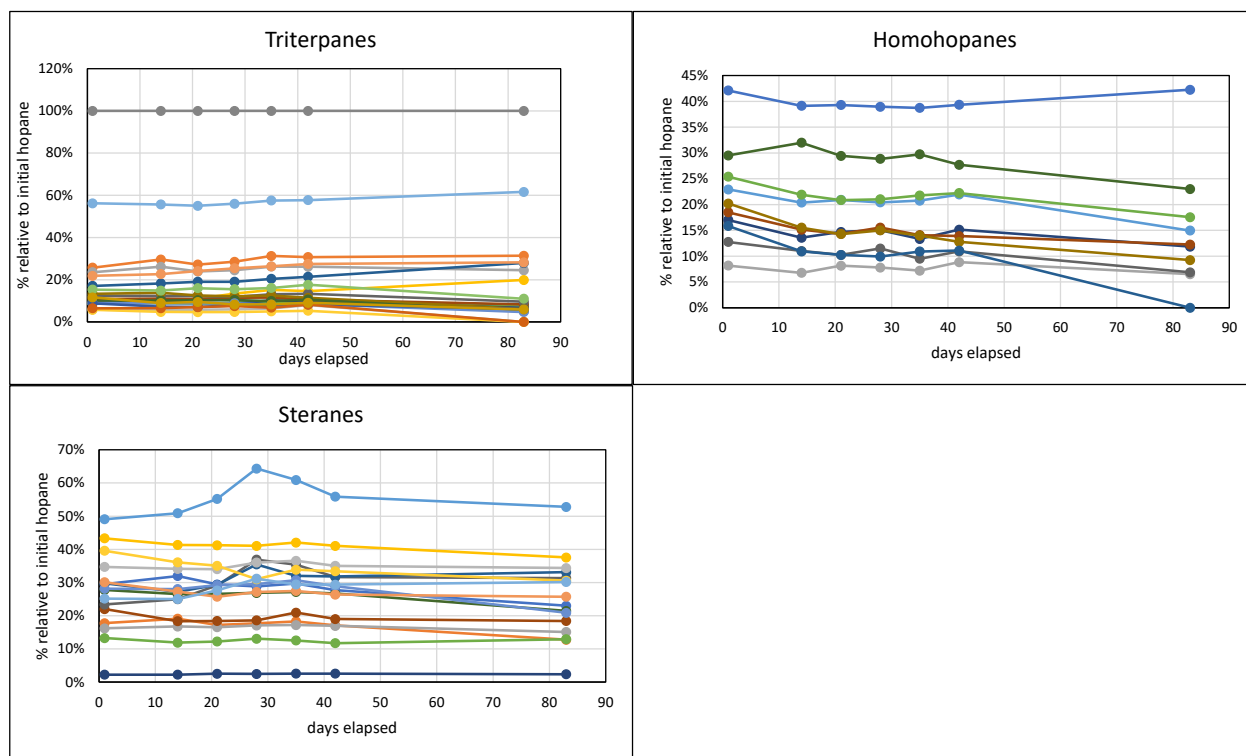 Triterpanes
% relative to initial hopane
120%
100%
80%
60%
40%
20%
0%
0 10 20 30 40 50 60 70 80 90
days elapsed
Homohopanes
% relative to initial hopane
45%
40%
35%
30%
25%
20%
15%
10%
5%
0%
0 10 20 30 40 50 60 70 80 90
days elapsed
Steranes
% relative to initial hopane
70%
60%
50%
40%
30%
20%
10%
0%
0 10 20 30 40 50 60 70 80 90
days elapsed